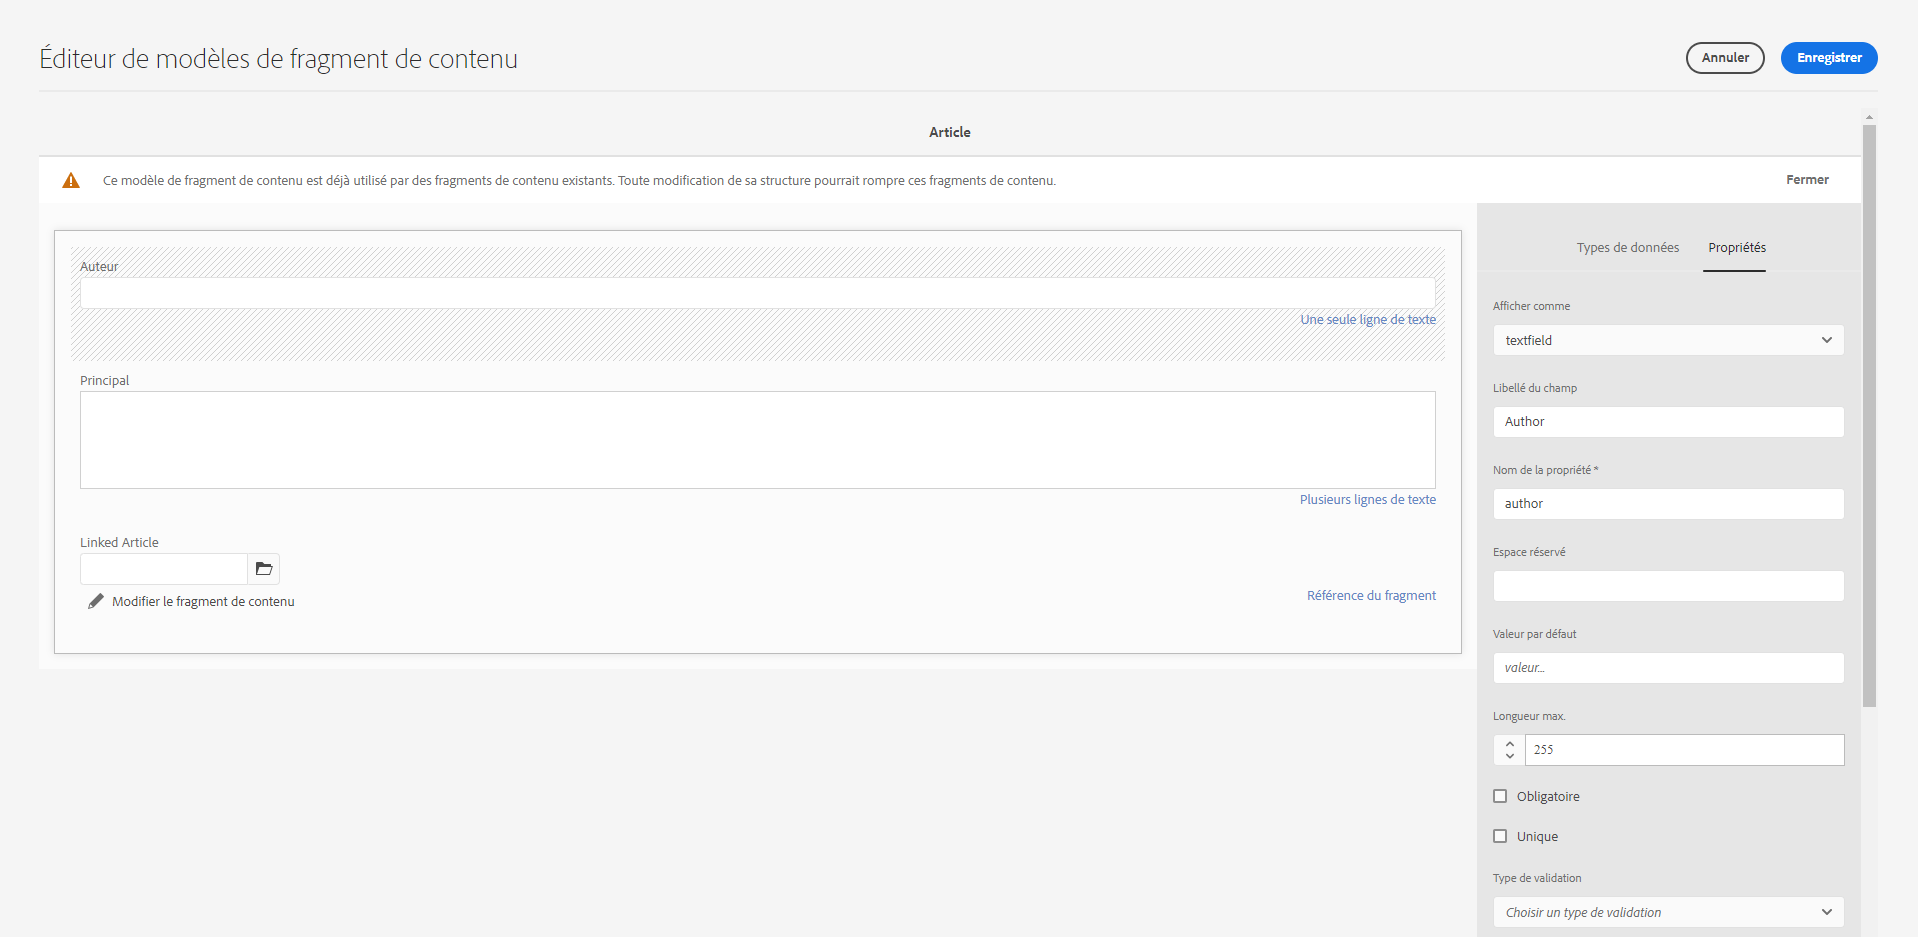 Éditeur de modèles de fragment de contenu
Annuler
Enregistrer
Article
Ce modèle de fragment de contenu est déjà utilisé par des fragments de contenu existants. Toute modification de sa structure pourrait rompre ces fragments de contenu.
Fermer
Auteur
Une seule ligne de texte
Principal
Plusieurs lignes de texte
Linked Article
Modifier le fragment de contenu
Référence du fragment
Types de données
Propriétés
Afficher comme
textfield
Libellé du champ
Author
Nom de la propriété *
author
Espace réservé
Valeur par défaut
valeur...
Longueur max.
255
Obligatoire
Unique
Type de validation
Choisir un type de validation